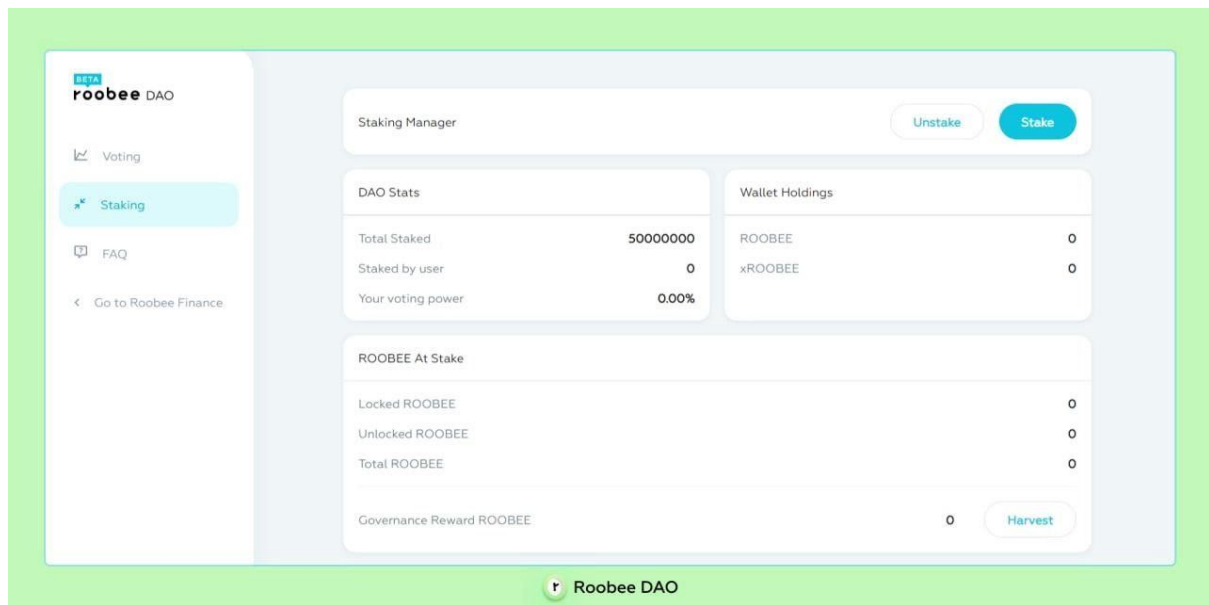 BETA
roobee DAO
Voting
Staking
FAQ
Go to Roobee Finance
Staking Manager
Unstake
Stake
DAO Stats
Total Staked 50000000
Staked by user 0
Your voting power 0.00%
Wallet Holdings
ROOBEE 0
xROOBEE 0
ROOBEE At Stake
Locked ROOBEE 0
Unlocked ROOBEE 0
Total ROOBEE 0
Governance Reward ROOBEE 0 Harvest
r Roobee DAO